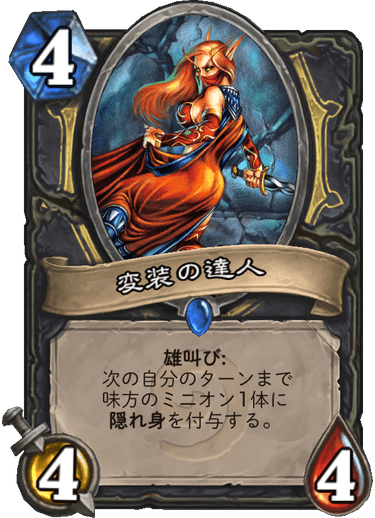 4
変装の達人
雄叫び:
次の自分のターンまで
味方のミニオン1体に
隠れ身を付与する。
4
4